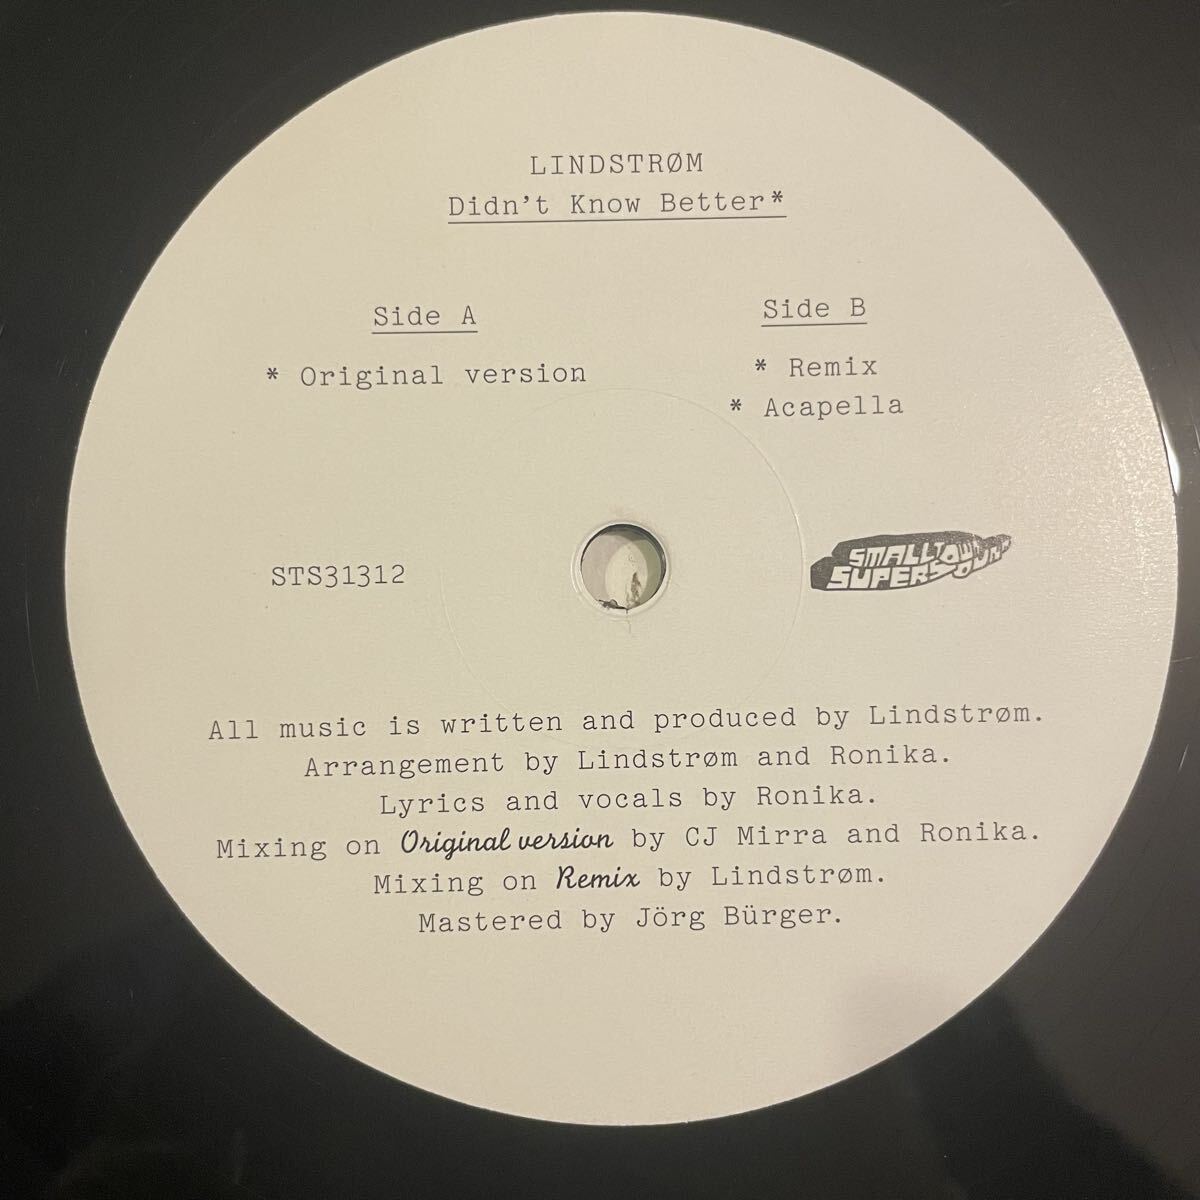 LINDSTRØM
Didn't Know Better*
Side A
* Original version
Side B
* Remix
* Acapella
STS31312
SMALLTOWN
SUPERSOUND
All music is written and produced by Lindstrøm.
Arrangement by Lindstrøm and Ronika.
Lyrics and vocals by Ronika.
Mixing on Original version by CJ Mirra and Ronika.
Mixing on Remix by Lindstrøm.
Mastered by Jörg Bürger.